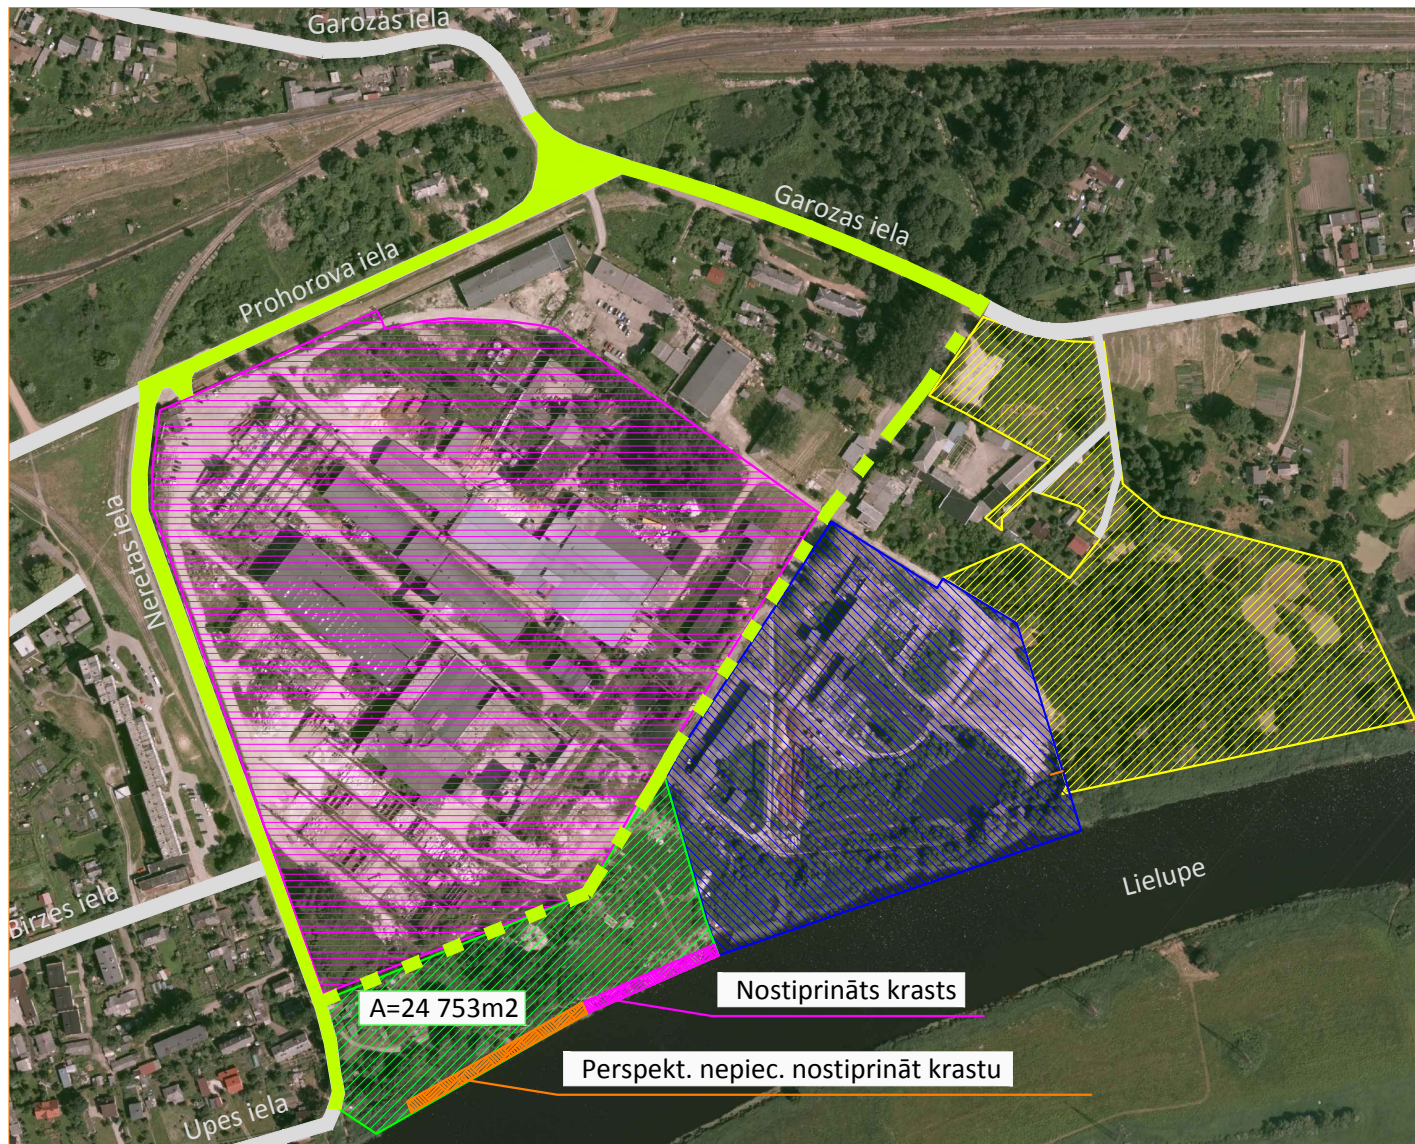 Garozas iela
Garozas iela
Prohorova iela
Neretas iela
Birzes iela
Lielupe
Nostiprināts krasts
A=24 753m2
Perspekt. nepiec. nostiprināt krastu
Upes iela